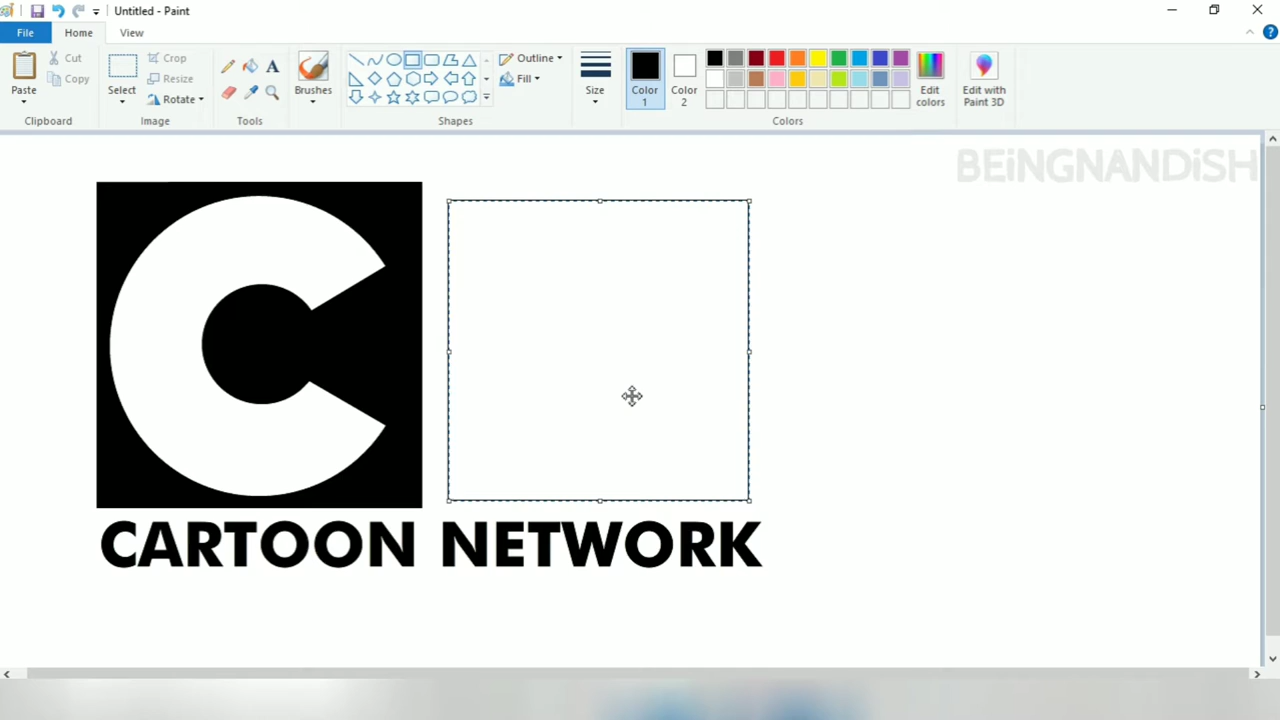 Untitled - Paint
File Home View
Paste
Cut
Copy
Clipboard
Select
Crop
Resize
Rotate
Image
Tools
Brushes
Shapes
Outline
Fill
Size
Color 1
Color 2
Edit colors
Colors
Edit with Paint 3D
BEiNGNANDiSH
C
CARTOON NETWORK